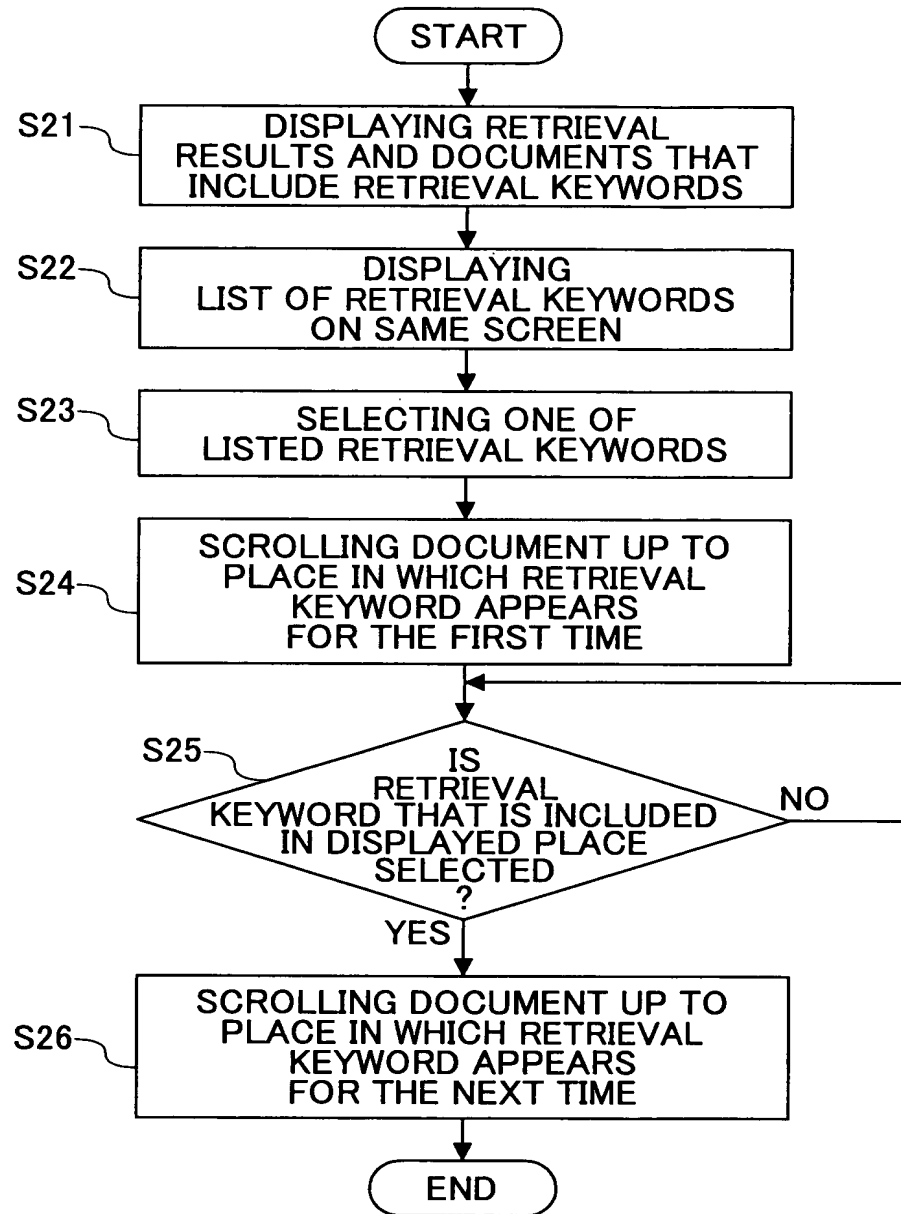 START
S21
DISPLAYING RETRIEVAL
RESULTS AND DOCUMENTS THAT
INCLUDE RETRIEVAL KEYWORDS
S22
DISPLAYING
LIST OF RETRIEVAL KEYWORDS
ON SAME SCREEN
S23
SELECTING ONE OF
LISTED RETRIEVAL KEYWORDS
S24
SCROLLING DOCUMENT UP TO
PLACE IN WHICH RETRIEVAL
KEYWORD APPEARS
FOR THE FIRST TIME
S25
IS
RETRIEVAL
KEYWORD THAT IS INCLUDED
IN DISPLAYED PLACE
SELECTED
?
NO
YES
S26
SCROLLING DOCUMENT UP TO
PLACE IN WHICH RETRIEVAL
KEYWORD APPEARS
FOR THE NEXT TIME
END